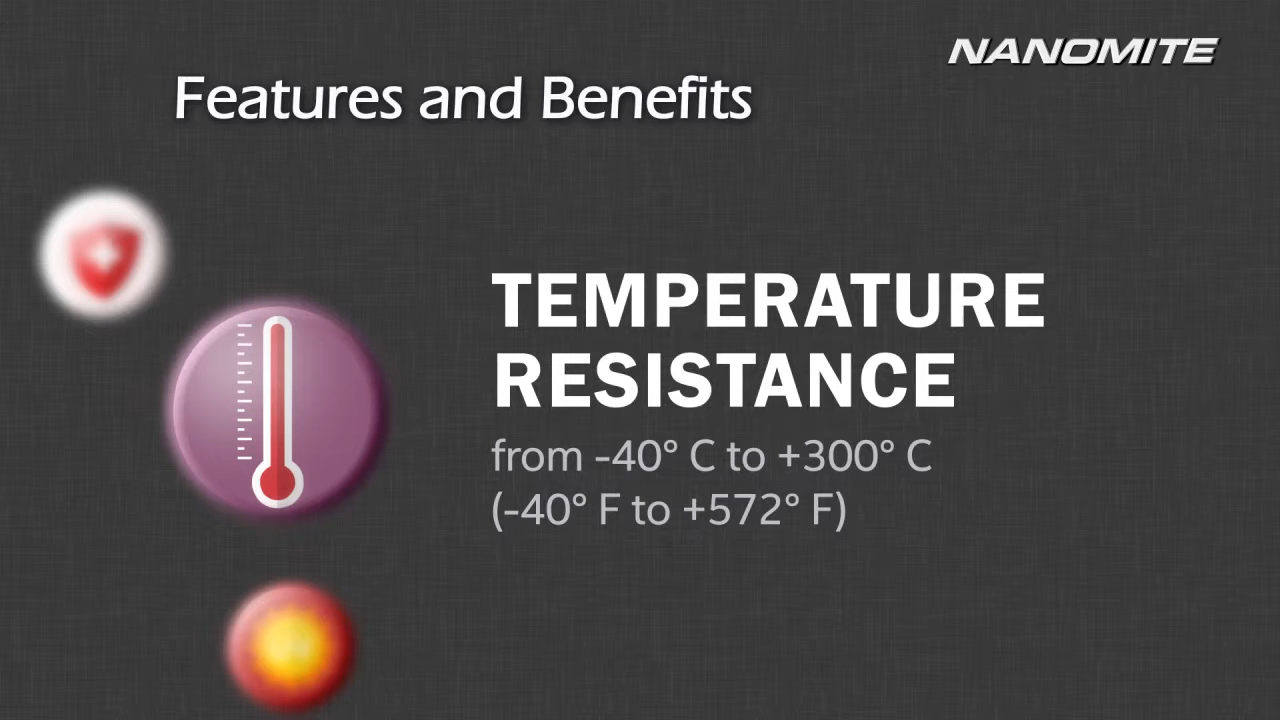 NANOMITE
Features and Benefits
TEMPERATURE
RESISTANCE
from -40° C to +300° C
(-40° F to +572° F)